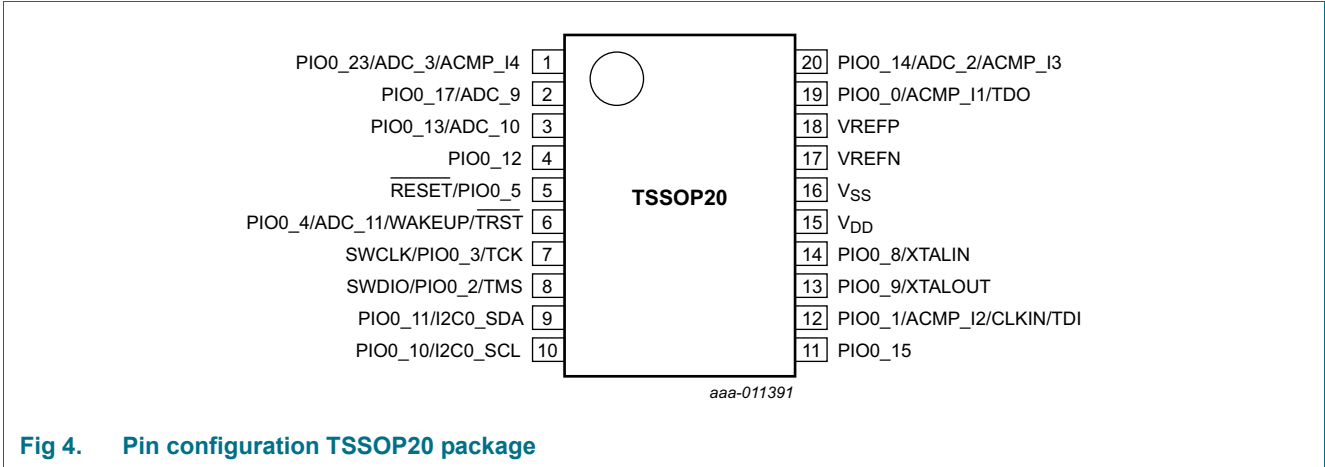 PIO0_23/ADC_3/ACMP_I4 1
PIO0_17/ADC_9 2
PIO0_13/ADC_10 3
PIO0_12 4
RESET/PIO0_5 5
PIO0_4/ADC_11/WAKEUP/TRST 6
SWCLK/PIO0_3/TCK 7
SWDIO/PIO0_2/TMS 8
PIO0_11/I2C0_SDA 9
PIO0_10/I2C0_SCL 10
TSSOP20
20 PIO0_14/ADC_2/ACMP_I3
19 PIO0_0/ACMP_I1/TDO
18 VREFP
17 VREFN
16 VSS
15 VDD
14 PIO0_8/XTALIN
13 PIO0_9/XTALOUT
12 PIO0_1/ACMP_I2/CLKIN/TDI
11 PIO0_15
aaa-011391
Fig 4. Pin configuration TSSOP20 package